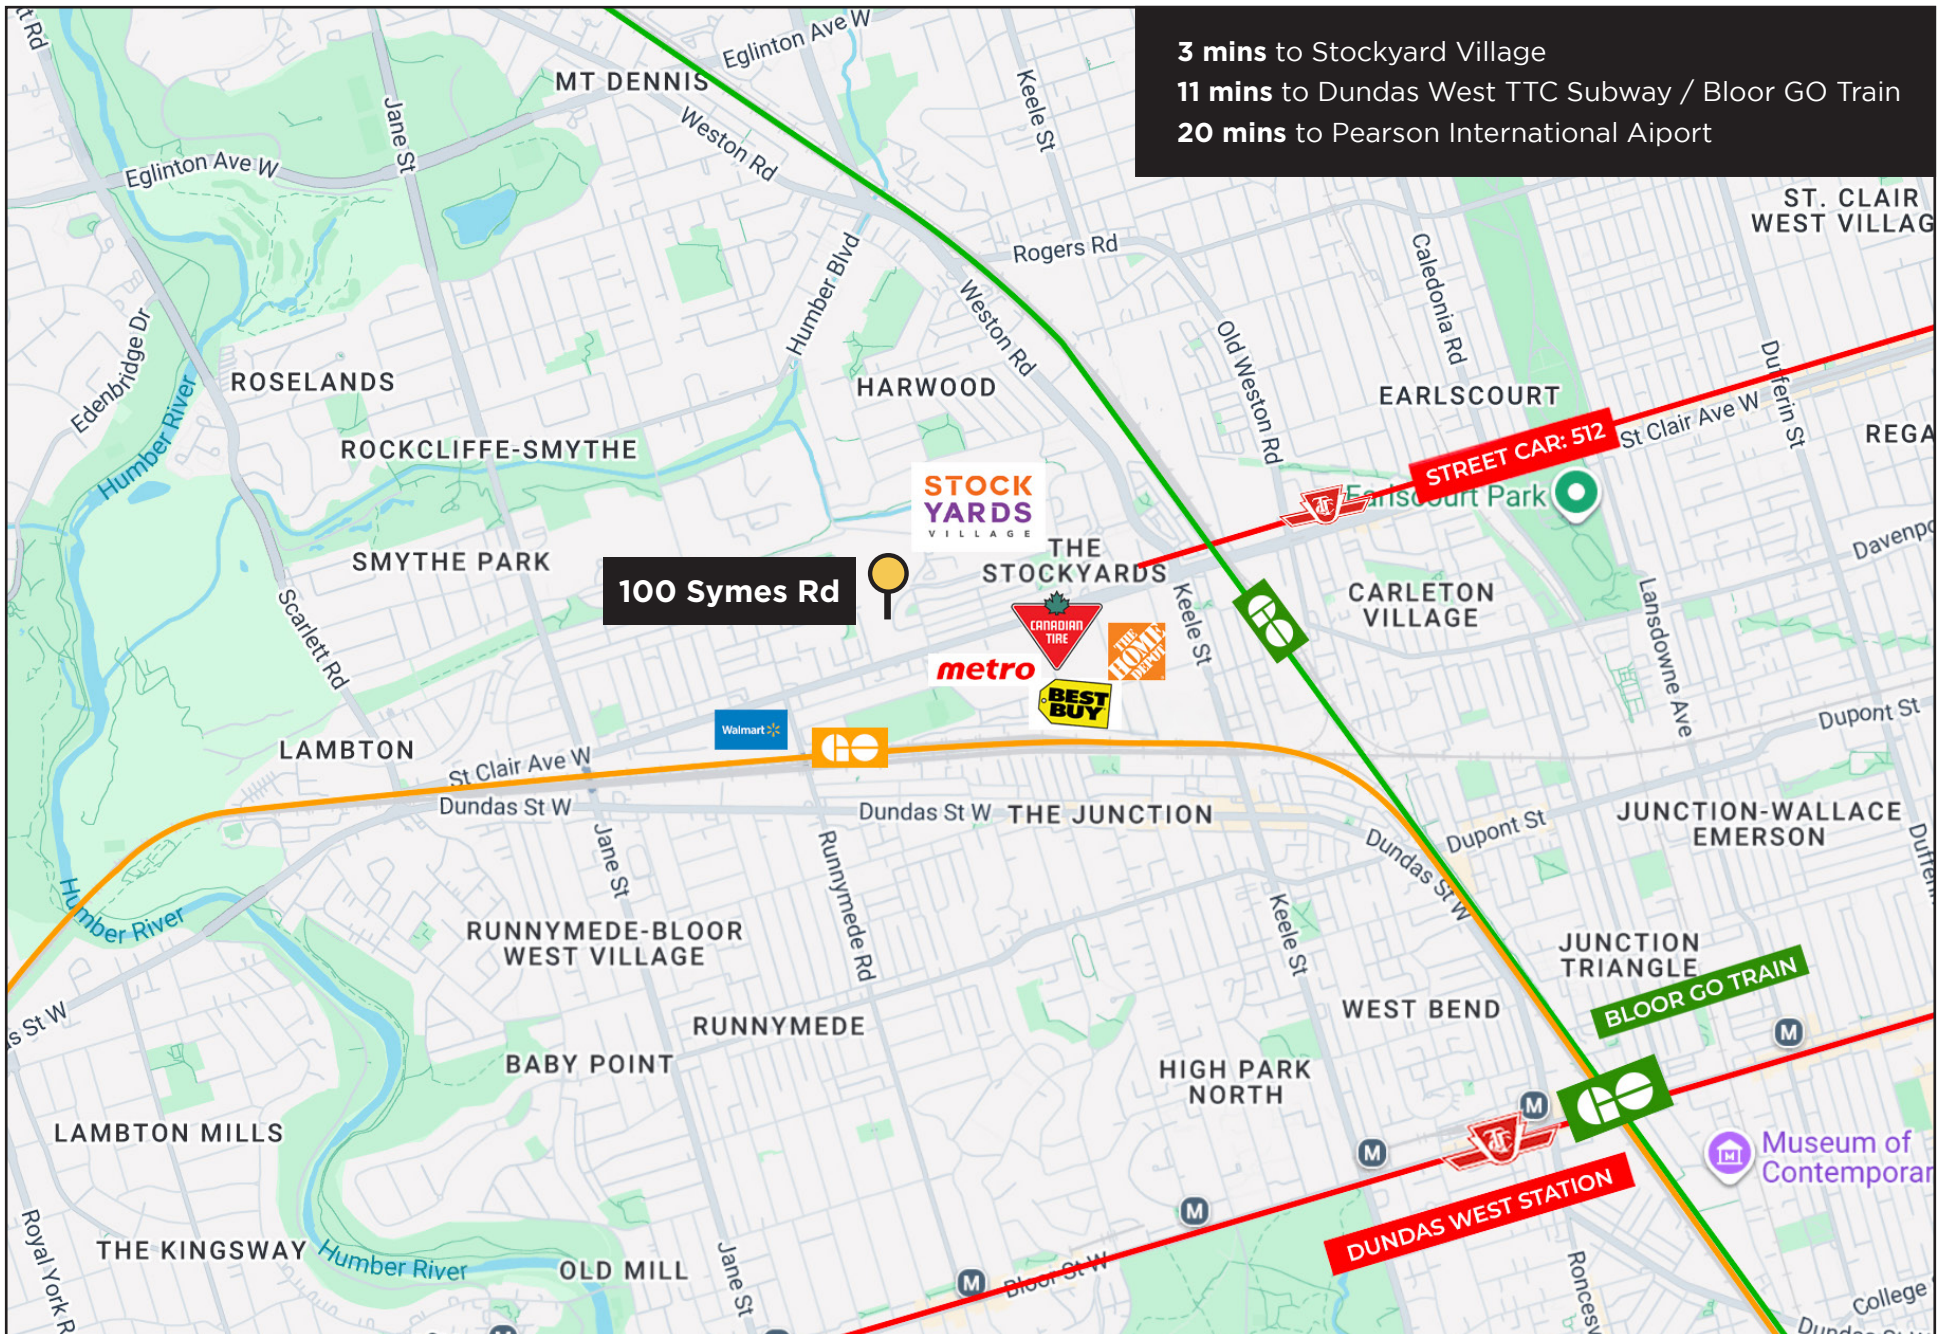 3 mins to Stockyard Village
11 mins to Dundas West TTC Subway / Bloor GO Train
20 mins to Pearson International Aiport
Eglinton Ave W
MT DENNIS
Keele St
Jane St
Weston Rd
Eglinton Ave W
ST. CLAIR
Rogers Rd
Humber Blvd
Caledonia Rd
Weston Rd
Old Weston Rd
Edenbridge Dr
Humber River
ROSELANDS
HARWOOD
EARLSCOURT
Dufferin St
St Clair Ave W
STREET CAR: 512
ROCKCLIFFE-SMYTHE
STOCK
YARDS
VILLAGE
Earlscourt Park
SMYTHE PARK
THE
STOCKYARDS
100 Symes Rd
Keele St
CARLETON
VILLAGE
Lansdowne Ave
Scarlett Rd
CANADIAN
TIRE
THE
HOME
DEPOT
metro
BEST
BUY
Walmart
GO
GO
Dupont St
LAMBTON
St Clair Ave W
Dundas St W
Dundas St W
THE JUNCTION
Dupont St
JUNCTION-WALLACE
EMERSON
Jane St
Runnymede Rd
Dundas St W
Humber River
RUNNYMEDE-BLOOR
WEST VILLAGE
Keele St
JUNCTION
TRIANGLE
BLOOR GO TRAIN
RUNNYMEDE
WEST BEND
M
BABY POINT
HIGH PARK
NORTH
M
GO
TTC
LAMBTON MILLS
M
Museum of
DUNDAS WEST STATION
M
THE KINGSWAY
Humber River
OLD MILL
Jane St
M
Bloor St W
College